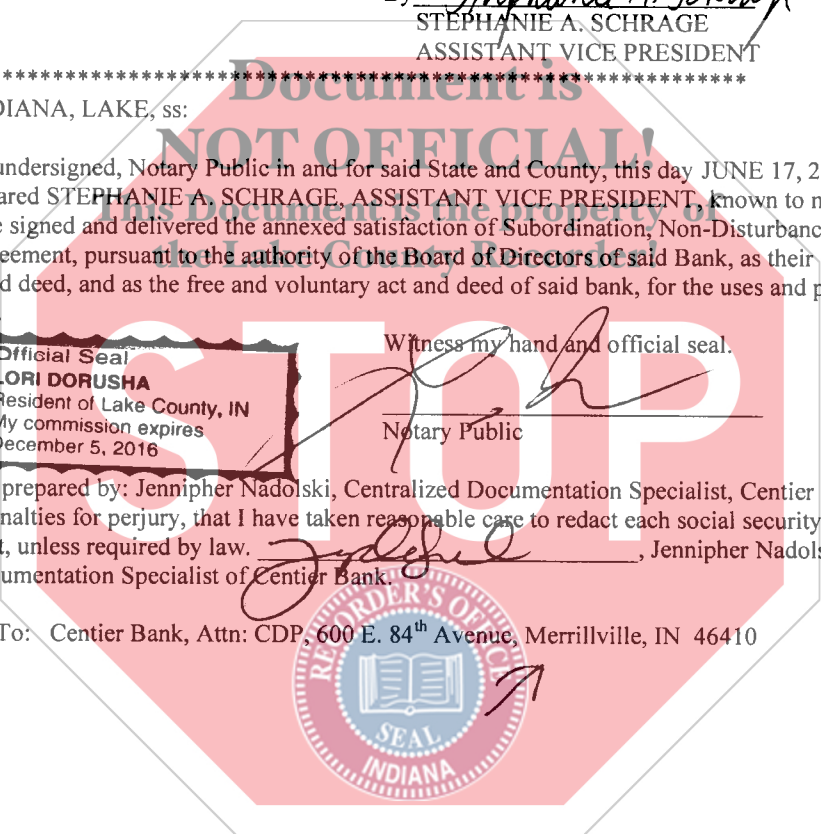 STEPHANIE A. SCHRAGE
ASSISTANT VICE PRESIDENT
***********************************************************
Document is
DIANA, LAKE, ss:
NOT OFFICIAL!
undersigned, Notary Public in and for said State and County, this day JUNE 17, 2
ared STEPHANIE A. SCHRAGE, ASSISTANT VICE PRESIDENT, known to m
This Document is the property of
e signed and delivered the annexed satisfaction of Subordination, Non-Disturbanc
the Lake County Recorder!
eement, pursuant to the authority of the Board of Directors of said Bank, as their
d deed, and as the free and voluntary act and deed of said bank, for the uses and p
STOP
Official Seal
LORI DORUSHA
Resident of Lake County, IN
My commission expires
December 5, 2016
Witness my hand and official seal.
Notary Public
prepared by: Jennipher Nadolski, Centralized Documentation Specialist, Centier
nalties for perjury, that I have taken reasonable care to redact each social security
t, unless required by law. , Jennipher Nadols
umentation Specialist of Centier Bank.
To: Centier Bank, Attn: CDP, 600 E. 84th Avenue, Merrillville, IN 46410
RECORDER'S OFFICE
SEAL
INDIANA